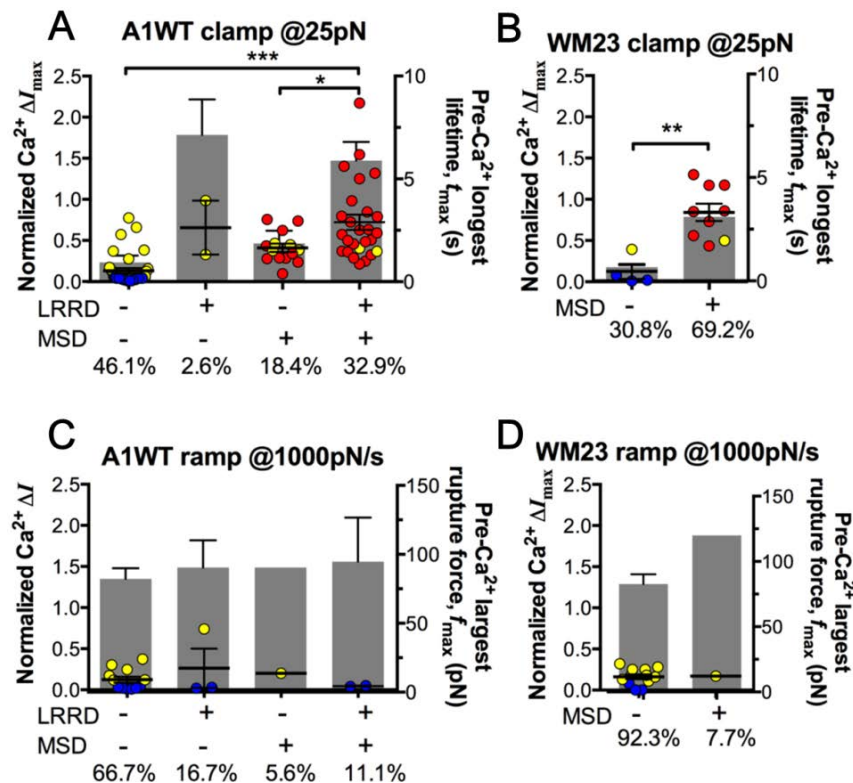 A
A1WT clamp @25pN
Normalized Ca²⁺ ΔImax
2.5
2.0
1.5
1.0
0.5
0.0
***
*
10
5
0
Pre-Ca²⁺ longest
lifetime, tmax (s)
LRRD - + - +
MSD - - + +
46.1% 2.6% 18.4% 32.9%
B
WM23 clamp @25pN
Normalized Ca²⁺ ΔImax
2.5
2.0
1.5
1.0
0.5
0.0
**
10
5
0
Pre-Ca²⁺ longest
lifetime, tmax (s)
MSD - +
30.8% 69.2%
C
A1WT ramp @1000pN/s
Normalized Ca²⁺ ΔI
2.5
2.0
1.5
1.0
0.5
0.0
150
100
50
0
Pre-Ca²⁺ largest
rupture force, fmax (pN)
LRRD - + - +
MSD - - + +
66.7% 16.7% 5.6% 11.1%
D
WM23 ramp @1000pN/s
Normalized Ca²⁺ ΔImax
2.5
2.0
1.5
1.0
0.5
0.0
150
100
50
0
Pre-Ca²⁺ largest
rupture force, fmax (pN)
MSD - +
92.3% 7.7%